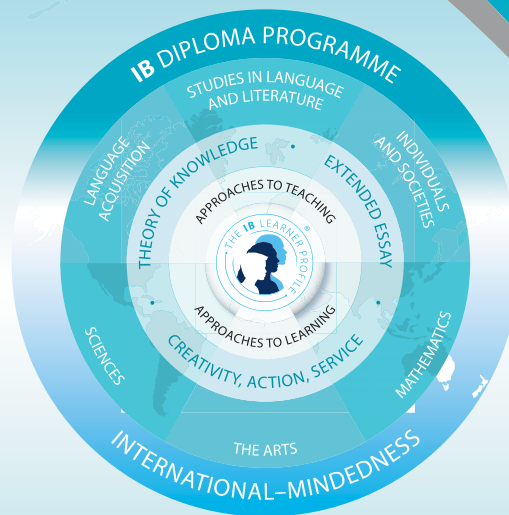 IB DIPLOMA PROGRAMME
STUDIES IN LANGUAGE
AND LITERATURE
LANGUAGE
ACQUISITION
INDIVIDUALS
AND SOCIETIES
THEORY OF KNOWLEDGE •
EXTENDED ESSAY •
APPROACHES TO TEACHING
THE IB LEARNER PROFILE ®
APPROACHES TO LEARNING
CREATIVITY, ACTION, SERVICE •
SCIENCES
MATHEMATICS
THE ARTS
INTERNATIONAL–MINDEDNESS